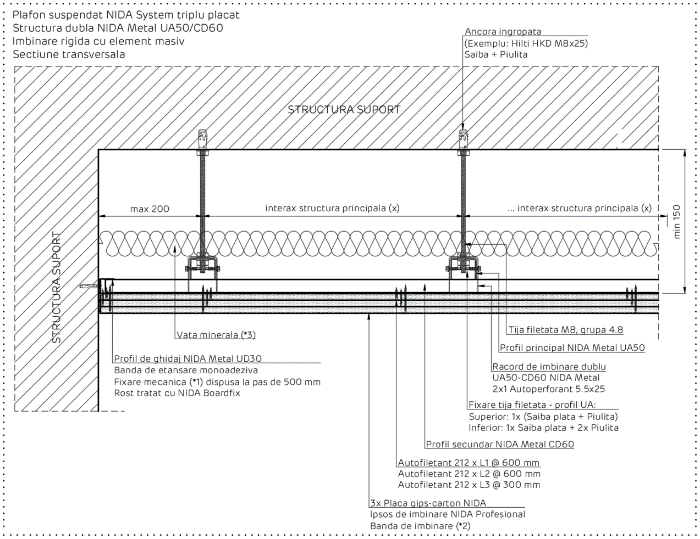 Plafon suspendat NIDA System triplu placat
Structura dubla NIDA Metal UA50/CD60
Imbinare rigida cu element masiv
Sectiune transversala
Ancora ingropata
(Exemplu: Hilti HKD M8x25)
Saiba + Piulita
STRUCTURA SUPORT
max 200
interax structura principala (x)
... interax structura principala (x)
min 150
STRUCTURA SUPORT
Tija filetata M8, grupa 4.8
Vata minerala (*3)
Profil principal NIDA Metal UA50
Profil de ghidaj NIDA Metal UD30
Banda de etansare monoadeziva
Fixare mecanica (*1) dispusa la pas de 500 mm
Rost tratat cu NIDA Boardfix
Racord de imbinare dublu
UA50-CD60 NIDA Metal
2x1 Autoperforant 5.5x25
Fixare tija filetata - profil UA:
Superior: 1x (Saiba plata + Piulita)
Inferior: 1x Saiba plata + 2x Piulita
Profil secundar NIDA Metal CD60
Autofiletant 212 x L1 @ 600 mm
Autofiletant 212 x L2 @ 600 mm
Autofiletant 212 x L3 @ 300 mm
3x Placa gips-carton NIDA
Ipsos de imbinare NIDA Profesional
Banda de imbinare (*2)